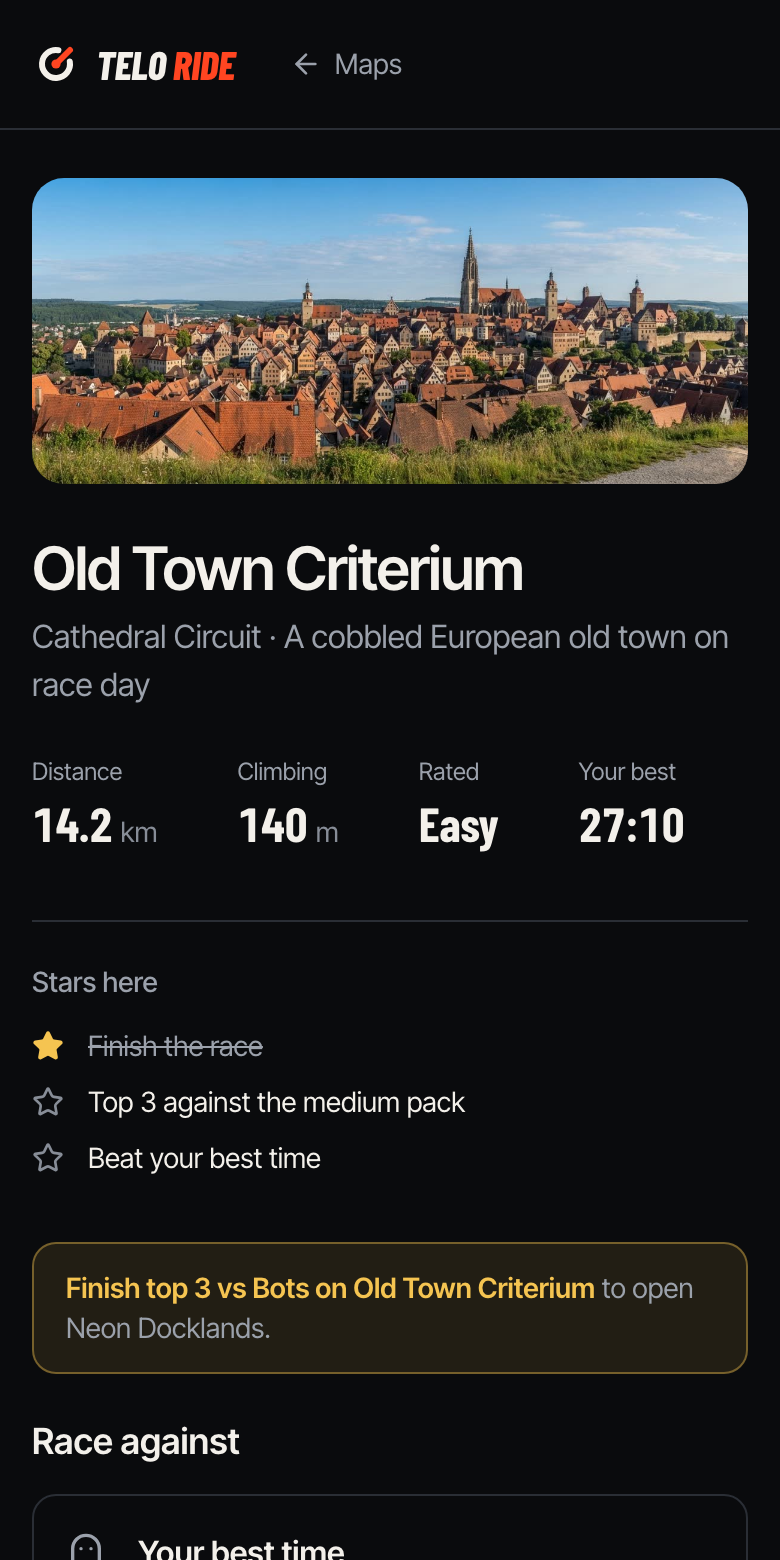 TELO RIDE
Maps
Old Town Criterium
Cathedral Circuit · A cobbled European old town on
race day
Distance Climbing Rated Your best
14.2 km 140 m Easy 27:10
Stars here
Finish the race
Top 3 against the medium pack
Beat your best time
Finish top 3 vs Bots on Old Town Criterium to open
Neon Docklands.
Race against
Your best time